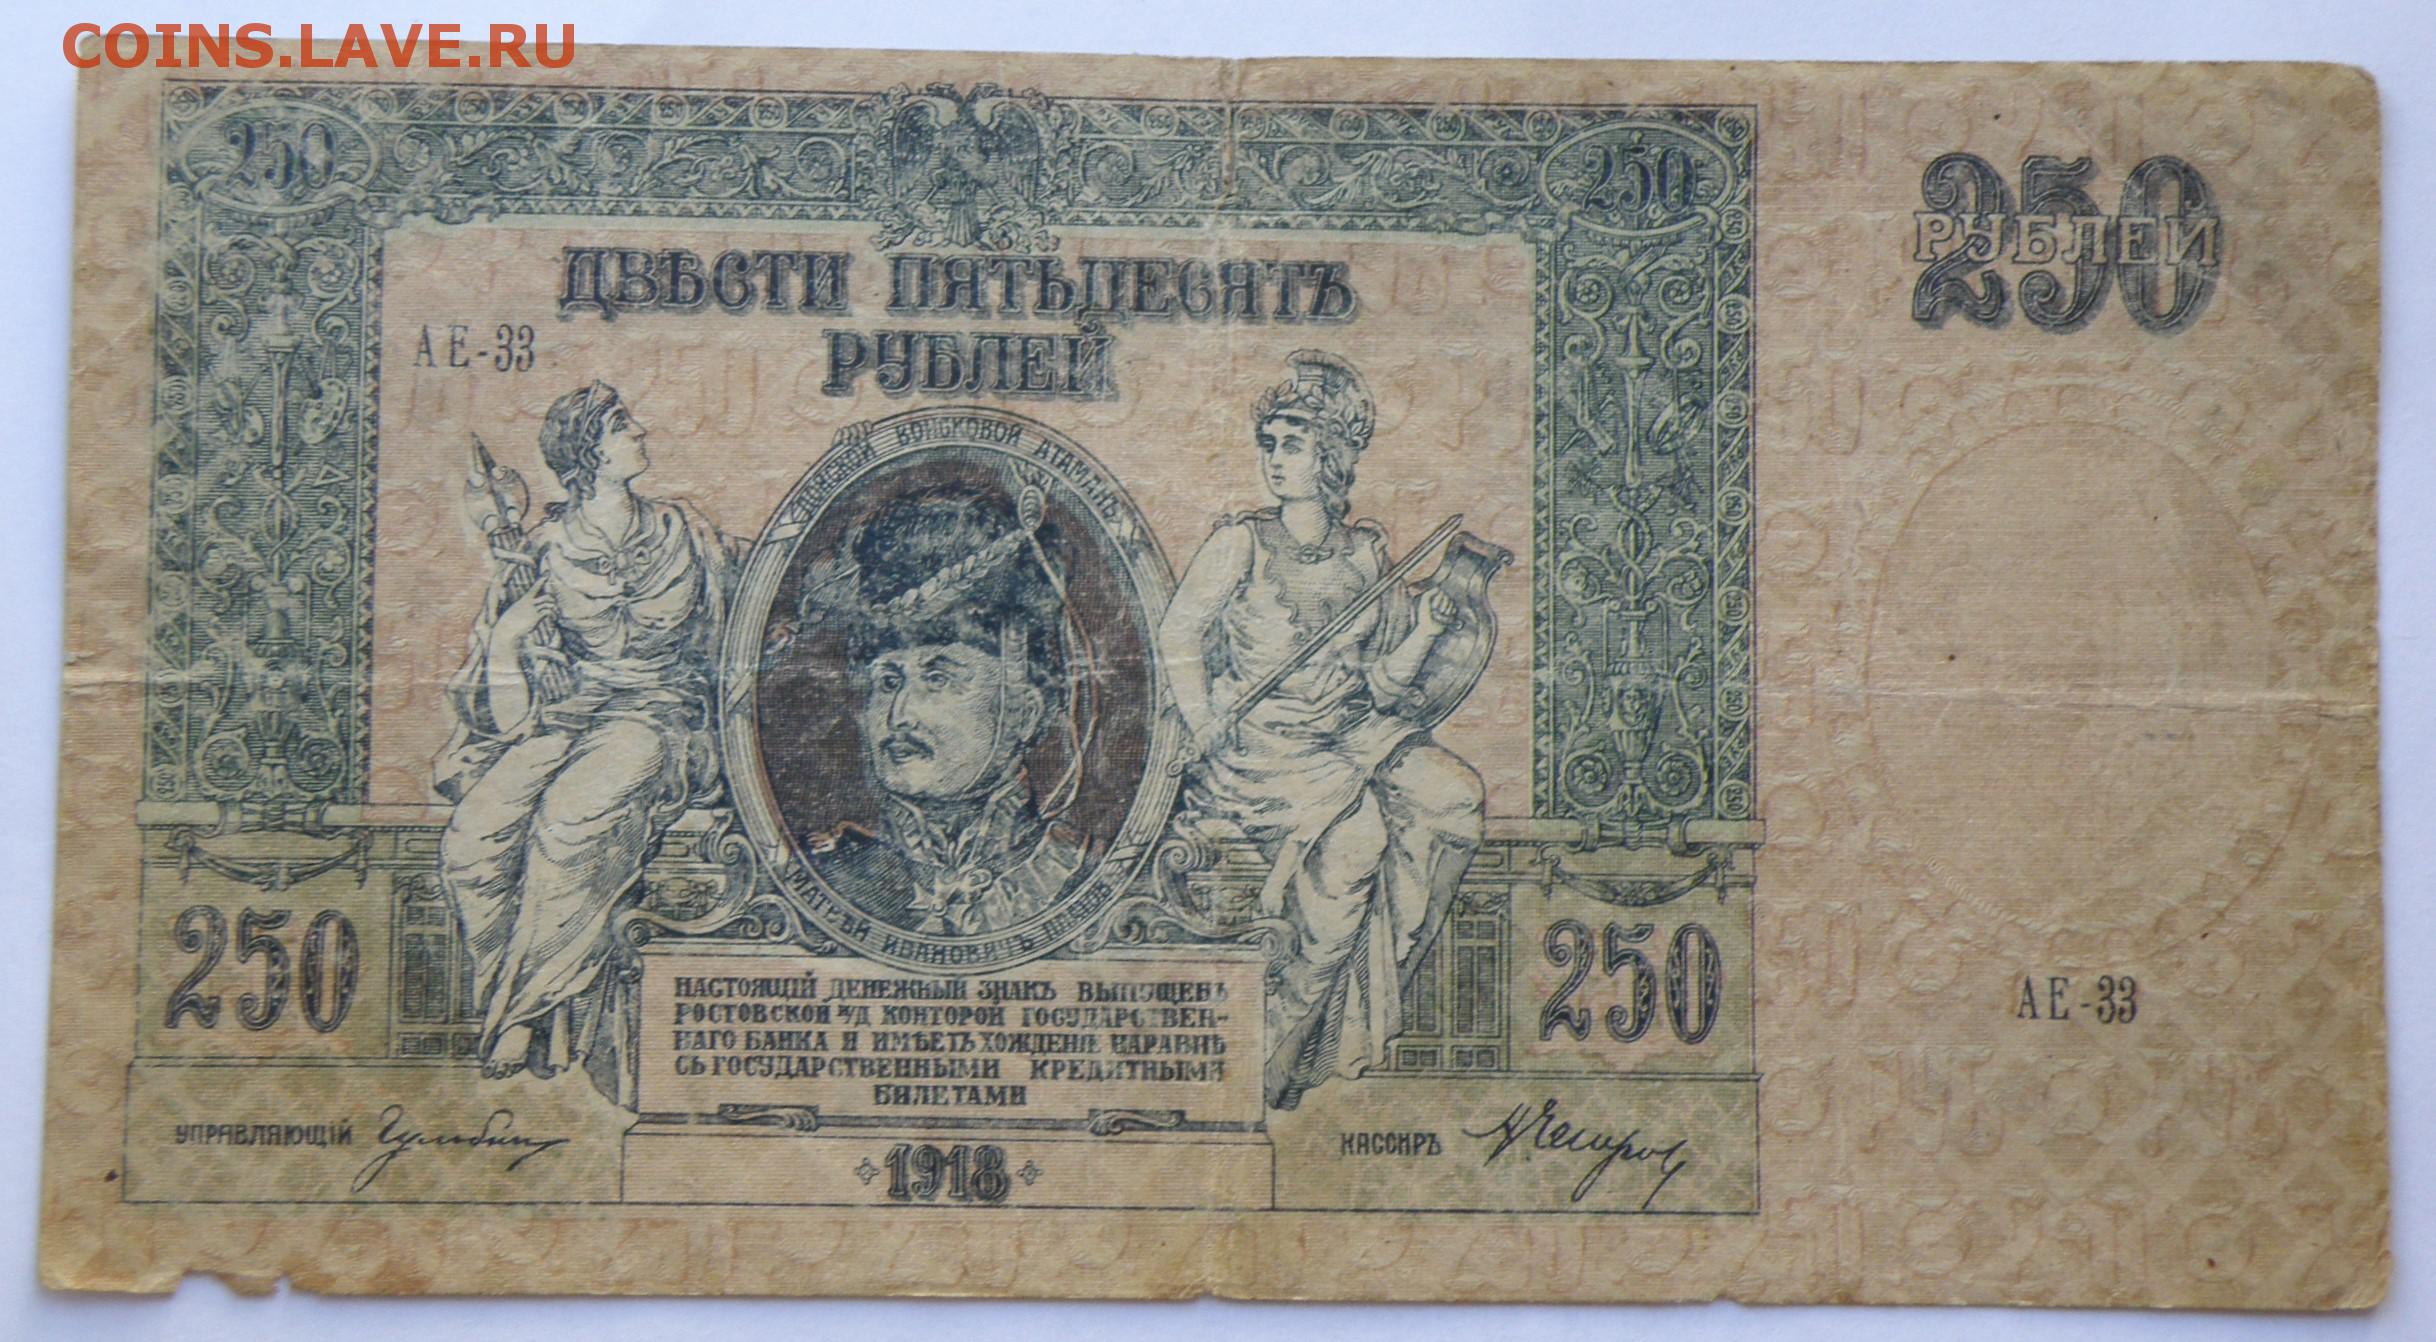 COINS.LAVE.RU
250
250
250 РУБЛЕЙ
ДВѢСТИ ПЯТЬДЕСЯТЪ
РУБЛЕЙ
АЕ-33
ДОНСКОЙ ВОЙСКОВОЙ АТАМАНЪ
МАТВѢЙ ИВАНОВИЧЪ ПЛАТОВЪ
250
250
НАСТОЯЩІЙ ДЕНЕЖНЫЙ ЗНАКЪ ВЫПУЩЕНЪ
РОСТОВСКОЙ Н/Д КОНТОРОЙ ГОСУДАРСТВЕН-
НАГО БАНКА И ИМѢЕТЪ ХОЖДЕНІЕ НАРАВНѢ
СЪ ГОСУДАРСТВЕННЫМИ КРЕДИТНЫМИ
БИЛЕТАМИ
АЕ-33
УПРАВЛЯЮЩІЙ
КАССИРЪ
1918